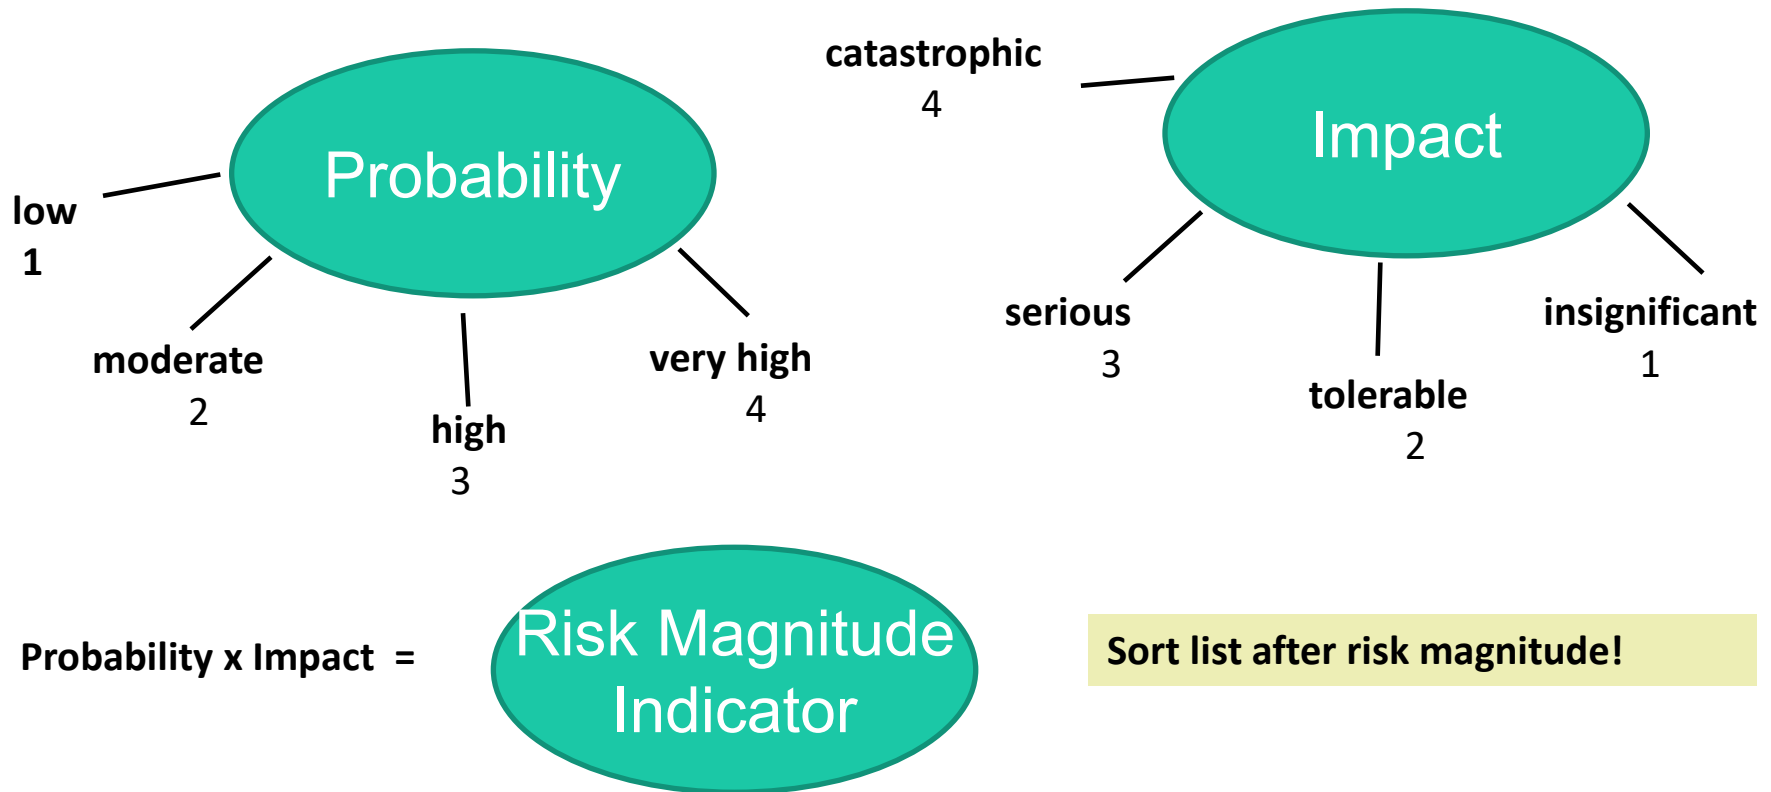 Probability
low
1
moderate
2
high
3
very high
4
Impact
catastrophic
4
serious
3
tolerable
2
insignificant
1
Probability x Impact =
Risk Magnitude
Indicator
Sort list after risk magnitude!